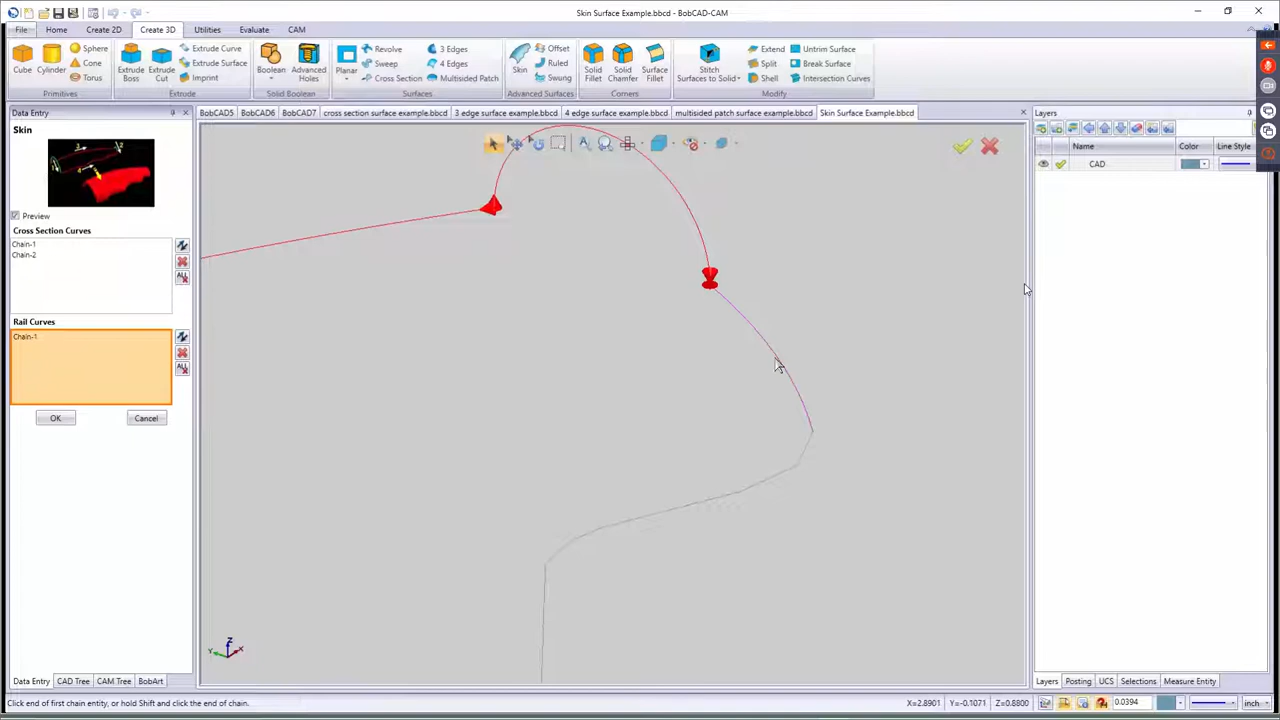 Skin Surface Example.bbcd - BobCAD-CAM
File Home Create 2D Create 3D Utilities Evaluate CAM
Cube Cylinder Sphere Cone Torus Primitives
Extrude Boss Extrude Cut Extrude Curve Extrude Surface Imprint Extrude
Boolean Advanced Holes Solid Boolean
Planar Revolve Sweep Cross Section 3 Edges 4 Edges Multisided Patch Surfaces
Skin Offset Ruled Swung Advanced Surfaces
Solid Fillet Solid Chamfer Surface Fillet Corners
Stitch Surfaces to Solid Extend Split Shell Untrim Surface Break Surface Intersection Curves Modify
Data Entry
BobCAD5 BobCAD6 BobCAD7 cross section surface example.bbcd 3 edge surface example.bbcd 4 edge surface example.bbcd multisided patch surface example.bbcd Skin Surface Example.bbcd
Layers
Skin
Name Color Line Style
CAD
Preview
Cross Section Curves
Chain-1
Chain-2
ALL
Rail Curves
Chain-1
ALL
OK Cancel
Z
Y X
Data Entry CAD Tree CAM Tree BobArt
Layers Posting UCS Selections Measure Entity
Click end of first chain entity, or hold Shift and click the end of chain.
X=2.8901 Y=-0.1071 Z=0.8800 0.0394 inch